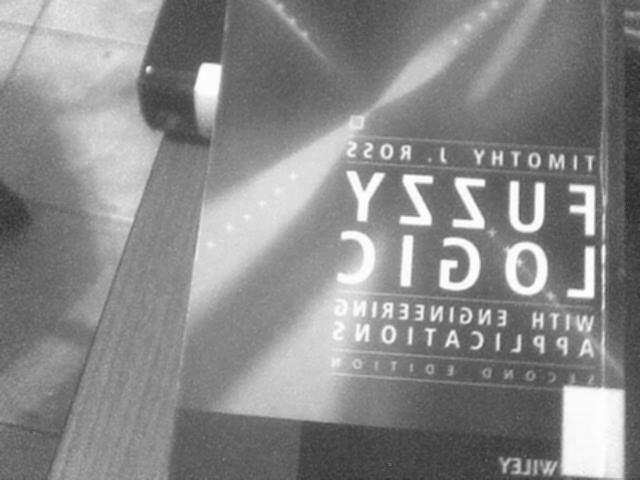 TIMOTHY J. ROSS
FUZZY
LOGIC
WITH ENGINEERING
APPLICATIONS
SECOND EDITION
WILEY